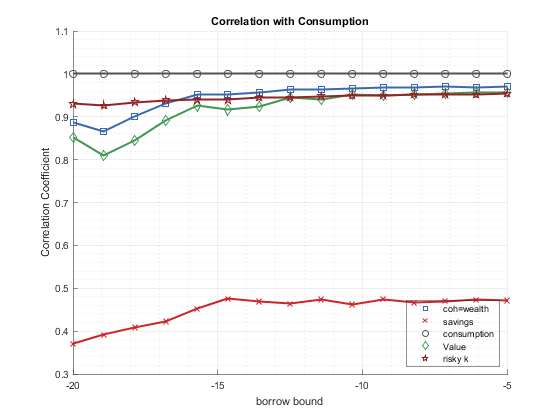 Correlation with Consumption
1.1
1
0.9
0.8
0.7
0.6
0.5
0.4
0.3
Correlation Coefficient
-20
-15
-10
-5
borrow bound
coh=wealth
savings
consumption
Value
risky k